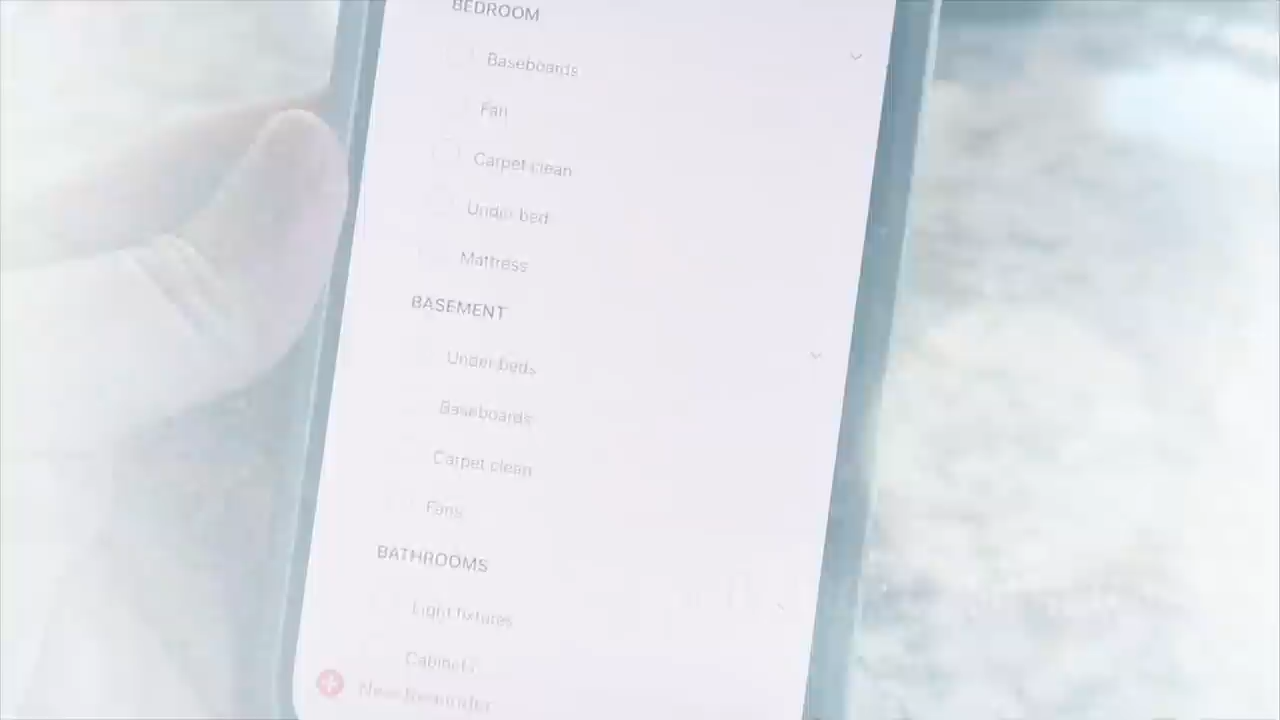 BEDROOM
Baseboards
Fan
Carpet clean
Under bed
Mattress
BASEMENT
Under beds
Baseboards
Carpet clean
Fans
BATHROOMS
Light fixtures
Cabinets
New Reminder